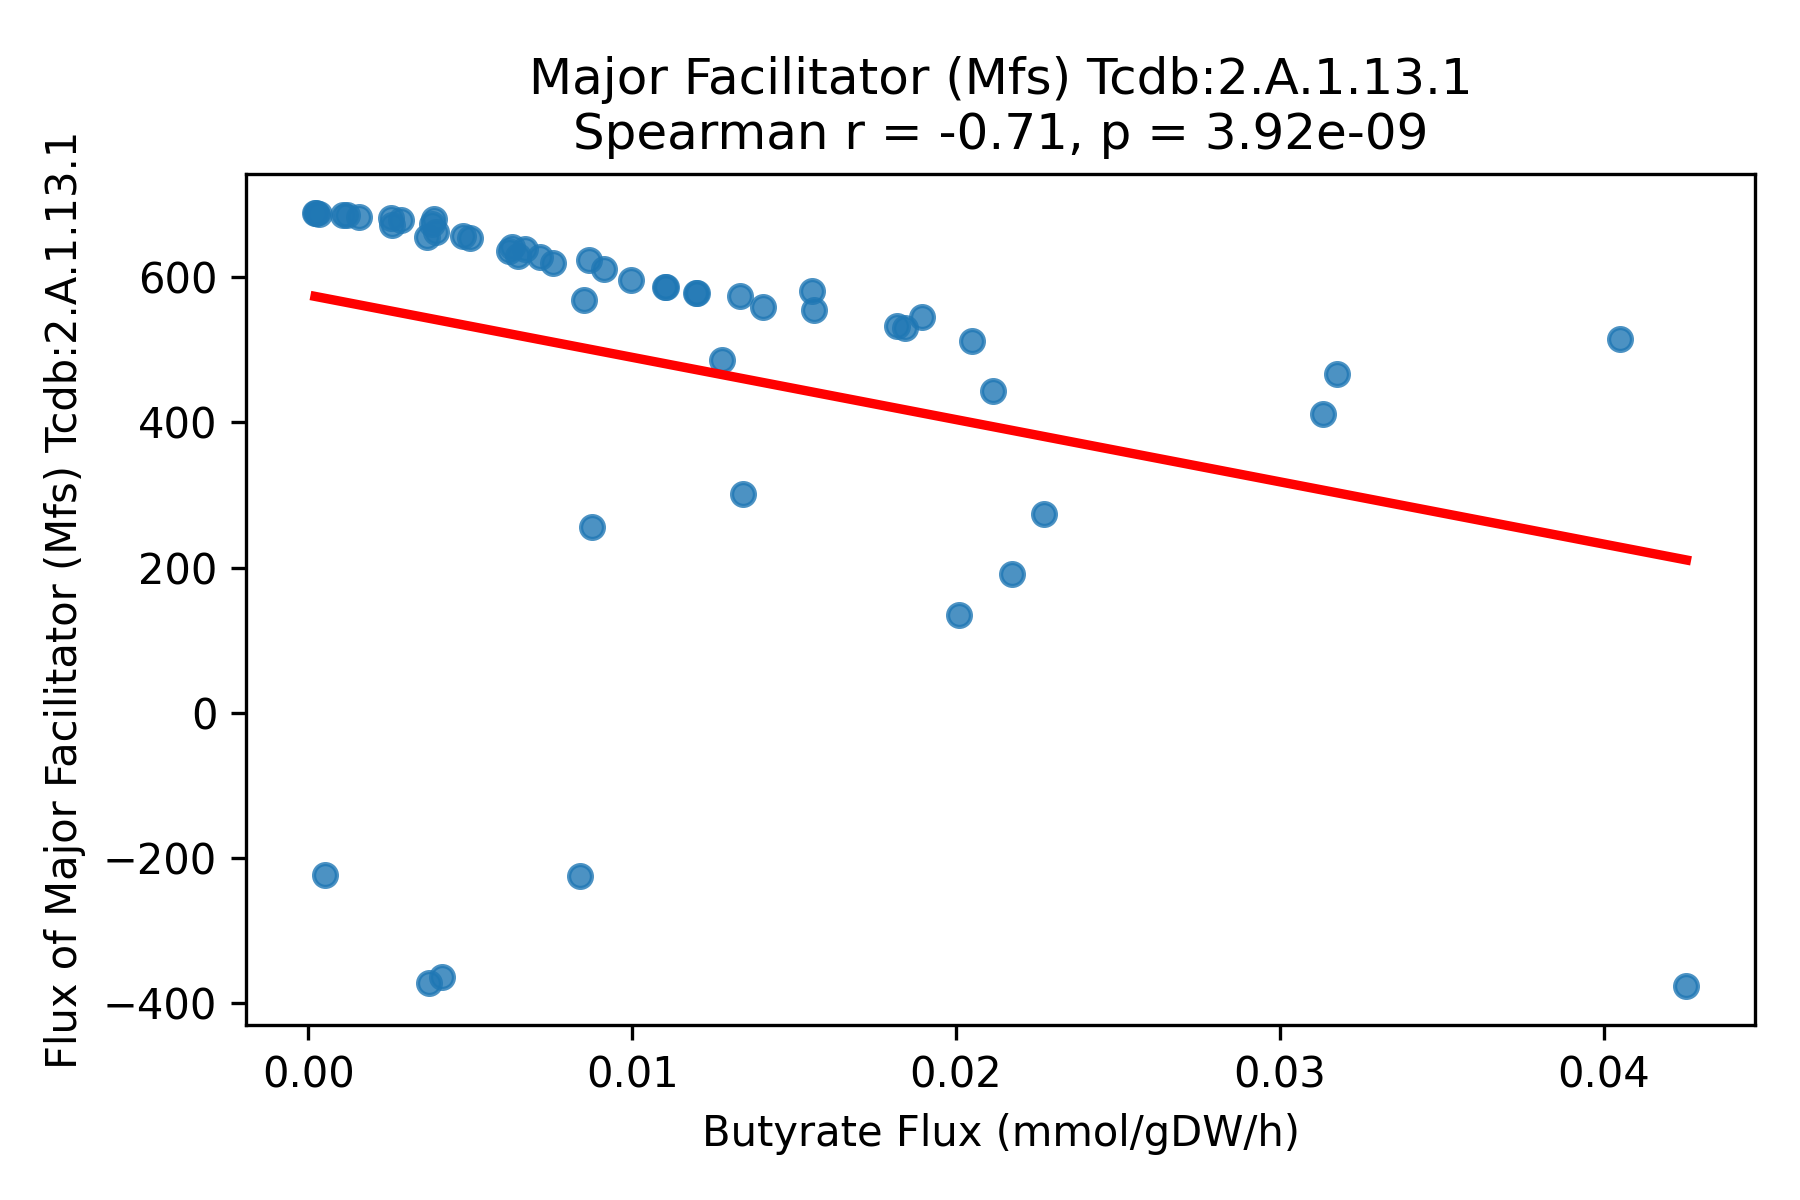 Major Facilitator (Mfs) Tcdb:2.A.1.13.1
Spearman r = -0.71, p = 3.92e-09
Flux of Major Facilitator (Mfs) Tcdb:2.A.1.13.1
600
400
200
0
−200
−400
0.00
0.01
0.02
0.03
0.04
Butyrate Flux (mmol/gDW/h)